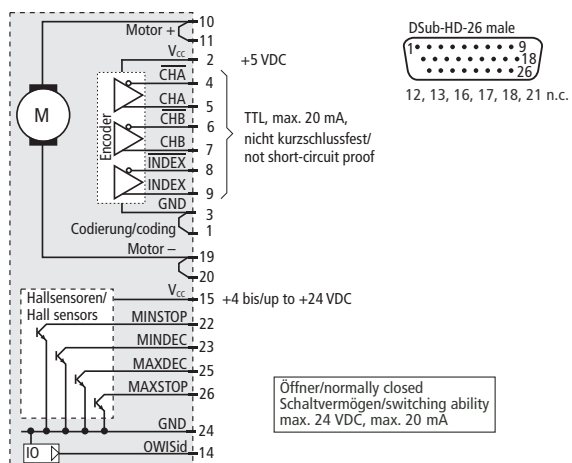 Motor +
10
11
V_CC 2 +5 VDC
CHA 4
CHA 5
CHB 6
CHB 7
INDEX 8
INDEX 9
GND 3
Codierung/coding 1
Motor – 19
20
M
Encoder
TTL, max. 20 mA,
nicht kurzschlussfest/
not short-circuit proof
DSub-HD-26 male
1 9
18
26
12, 13, 16, 17, 18, 21 n.c.
Hallsensoren/
Hall sensors
V_CC 15 +4 bis/up to +24 VDC
MINSTOP 22
MINDEC 23
MAXDEC 25
MAXSTOP 26
GND 24
IO OWISid 14
Öffner/normally closed
Schaltvermögen/switching ability
max. 24 VDC, max. 20 mA